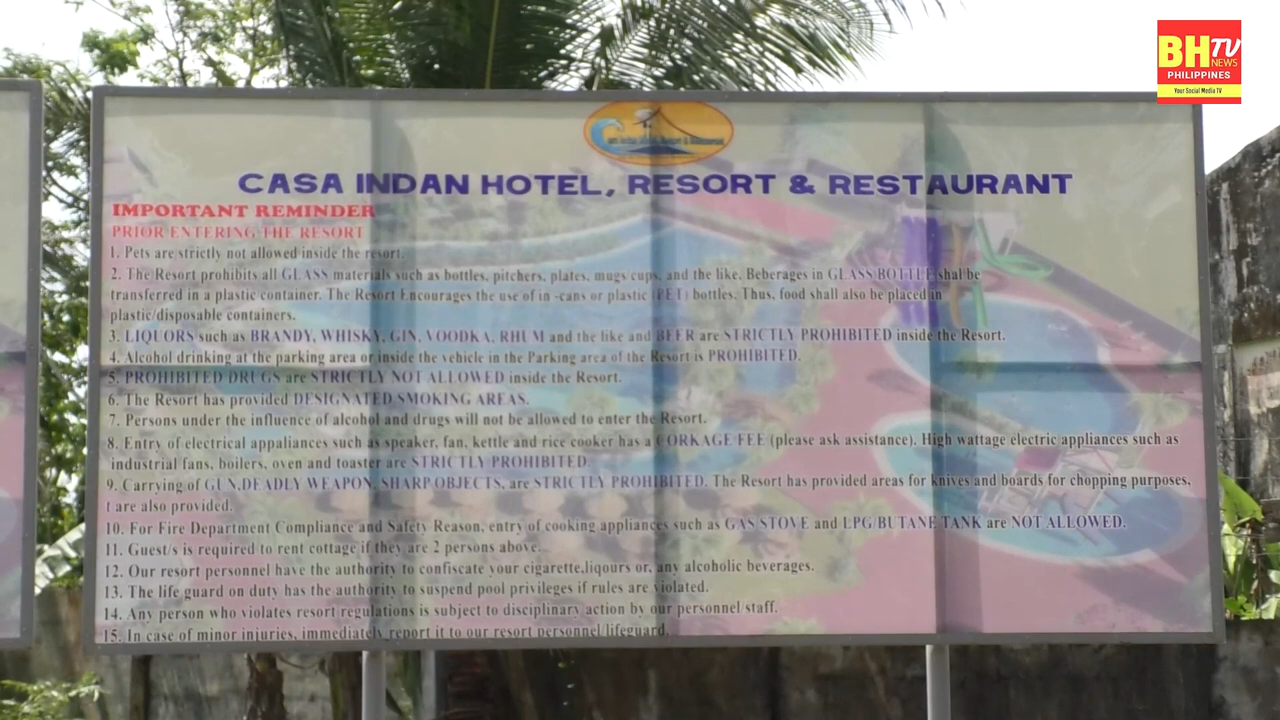 BH TV
NEWS
PHILIPPINES
Your Social Media TV
CASA INDAN HOTEL, RESORT & RESTAURANT
IMPORTANT REMINDER
PRIOR ENTERING THE RESORT
1. Pets are strictly not allowed inside the resort.
2. The Resort prohibits all GLASS materials such as bottles, pitchers, plates, mugs cups, and the like. Beberages in GLASS BOTTLE shal be
transferred in a plastic container. The Resort Encourages the use of in -cans or plastic (PET) bottles. Thus, food shall also be placed in
plastic/disposable containers.
3. LIQUORS such as BRANDY, WHISKY, GIN, VOODKA, RHUM and the like and BEER are STRICTLY PROHIBITED inside the Resort.
4. Alcohol drinking at the parking area or inside the vehicle in the Parking area of the Resort is PROHIBITED.
5. PROHIBITED DRUGS are STRICTLY NOT ALLOWED inside the Resort.
6. The Resort has provided DESIGNATED SMOKING AREAS.
7. Persons under the influence of alcohol and drugs will not be allowed to enter the Resort.
8. Entry of electrical appaliances such as speaker, fan, kettle and rice cooker has a CORKAGE FEE (please ask assistance). High wattage electric appliances such as
industrial fans, boilers, oven and toaster are STRICTLY PROHIBITED.
9. Carrying of GUN,DEADLY WEAPON, SHARP OBJECTS, are STRICTLY PROHIBITED. The Resort has provided areas for knives and boards for chopping purposes,
t are also provided.
10. For Fire Department Compliance and Safety Reason, entry of cooking appliances such as GAS STOVE and LPG/BUTANE TANK are NOT ALLOWED.
11. Guest/s is required to rent cottage if they are 2 persons above.
12. Our resort personnel have the authority to confiscate your cigarette,liqours or, any alcoholic beverages.
13. The life guard on duty has the authority to suspend pool privileges if rules are violated.
14. Any person who violates resort regulations is subject to disciplinary action by our personnel staff.
15. In case of minor injuries, immediately report it to our resort personnel/lifeguard.